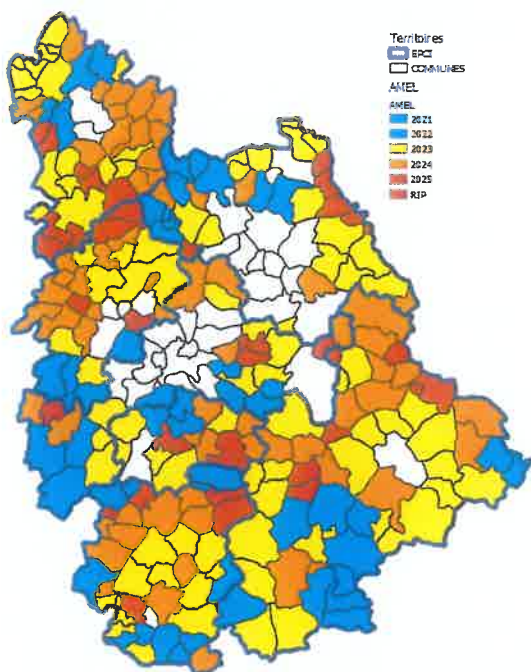 Territoires
EPCI
COMMUNES
AMEL
AMEL
2021
2022
2023
2024
2025
RIP